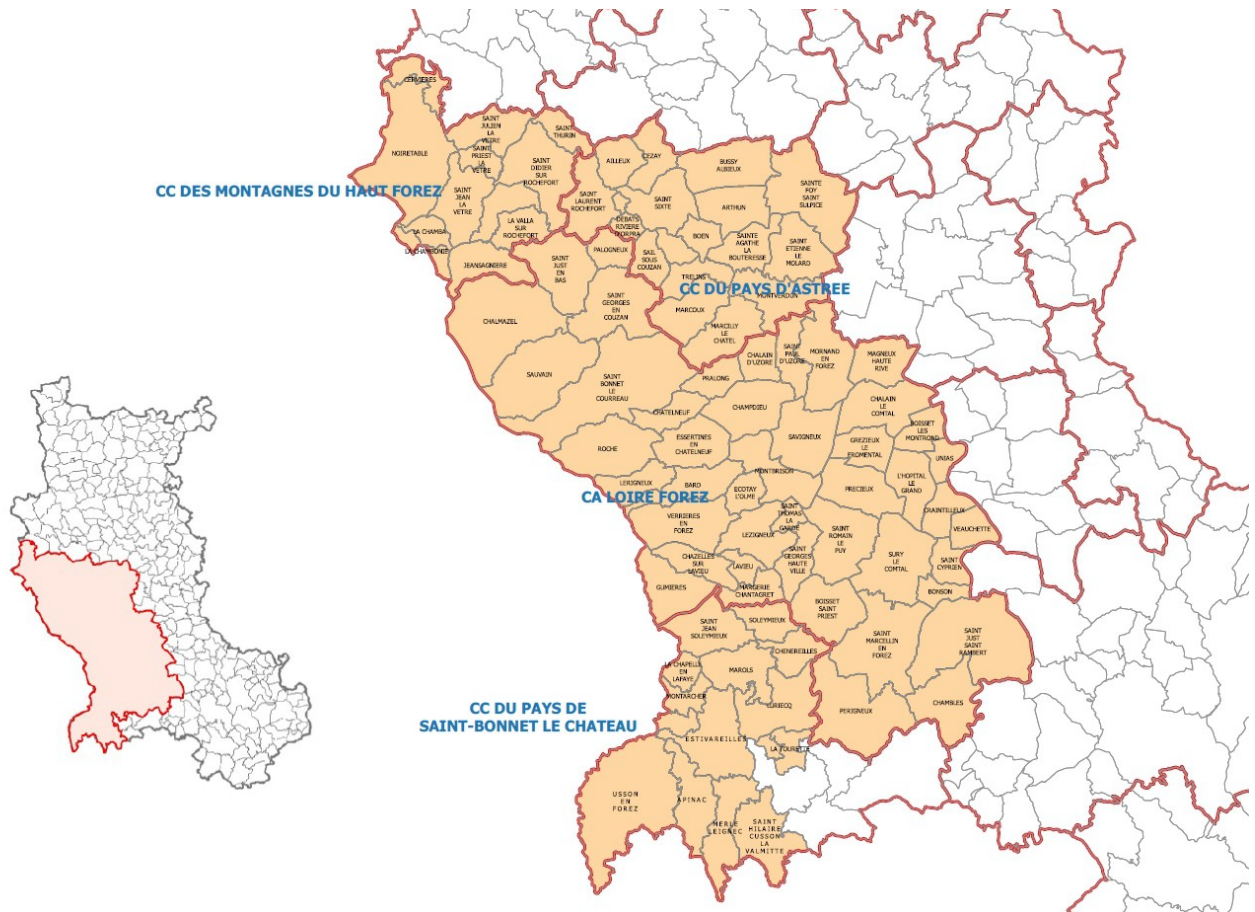 CERVIERES
SAINT
JULIEN
LA
VETRE
SAINT
THURIN
NOIRETABLE
SAINT
PRIEST
LA
VETRE
SAINT
DIDIER
SUR
ROCHEFORT
AILLEUX
CEZAY
BUSSY
ALBIEUX
CC DES MONTAGNES DU HAUT FOREZ
SAINT
JEAN
LA
VETRE
SAINT
LAURENT
ROCHEFORT
SAINT
SIXTE
ARTHUN
SAINTE
FOY
SAINT
SULPICE
LA CHAMBA
LA VALLA
SUR
ROCHEFORT
DEBATS
RIVIERE
D'ORPRA
BOEN
SAINTE
AGATHE
LA
BOUTERESSE
SAINT
ETIENNE
LE
MOLARD
LA CHAMBONIE
JEANSAGNIERE
SAINT
JUST
EN
BAS
PALOGNEUX
SAIL
SOUS
COUZAN
TRELINS
CC DU PAYS D'ASTREE
MONTVERDUN
SAINT
GEORGES
EN
COUZAN
MARCOUX
CHALMAZEL
MARCILLY
LE
CHATEL
SAUVAIN
SAINT
BONNET
LE
COURREAU
CHALAIN
D'UZORE
SAINT
PAUL
D'UZORE
MORNAND
EN
FOREZ
MAGNEUX
HAUTE
RIVE
PRALONG
CHATELNEUF
CHAMPDIEU
CHALAIN
LE
COMTAL
BOISSET
LES
MONTROND
ROCHE
ESSERTINES
EN
CHATELNEUF
SAVIGNEUX
GREZIEUX
LE
FROMENTAL
UNIAS
MONTBRISON
LERIGNEUX
BARD
ECOTAY
L'OLME
PRECIEUX
L'HOPITAL
LE
GRAND
CA LOIRE FOREZ
VERRIERES
EN
FOREZ
LEZIGNEUX
SAINT
THOMAS
LA
GARDE
SAINT
ROMAIN
LE
PUY
CRAINTILLEUX
VEAUCHETTE
CHAZELLES
SUR
LAVIEU
LAVIEU
SAINT
GEORGES
HAUTE
VILLE
SURY
LE
COMTAL
SAINT
CYPRIEN
GUMIERES
MARGERIE
CHANTAGRET
BOISSET
SAINT
PRIEST
BONSON
SAINT
JEAN
SOLEYMIEUX
SOLEYMIEUX
SAINT
MARCELLIN
EN
FOREZ
SAINT
JUST
SAINT
RAMBERT
LA CHAPELLE
EN
LAFAYE
MAROLS
CHENEREILLES
MONTARCHER
LURIECQ
PERIGNEUX
CHAMBLES
CC DU PAYS DE
SAINT-BONNET LE CHATEAU
ESTIVAREILLES
LA TOURETTE
USSON
EN
FOREZ
APINAC
MERLE
LEIGNEC
SAINT
HILAIRE
CUSSON
LA
VALMITTE